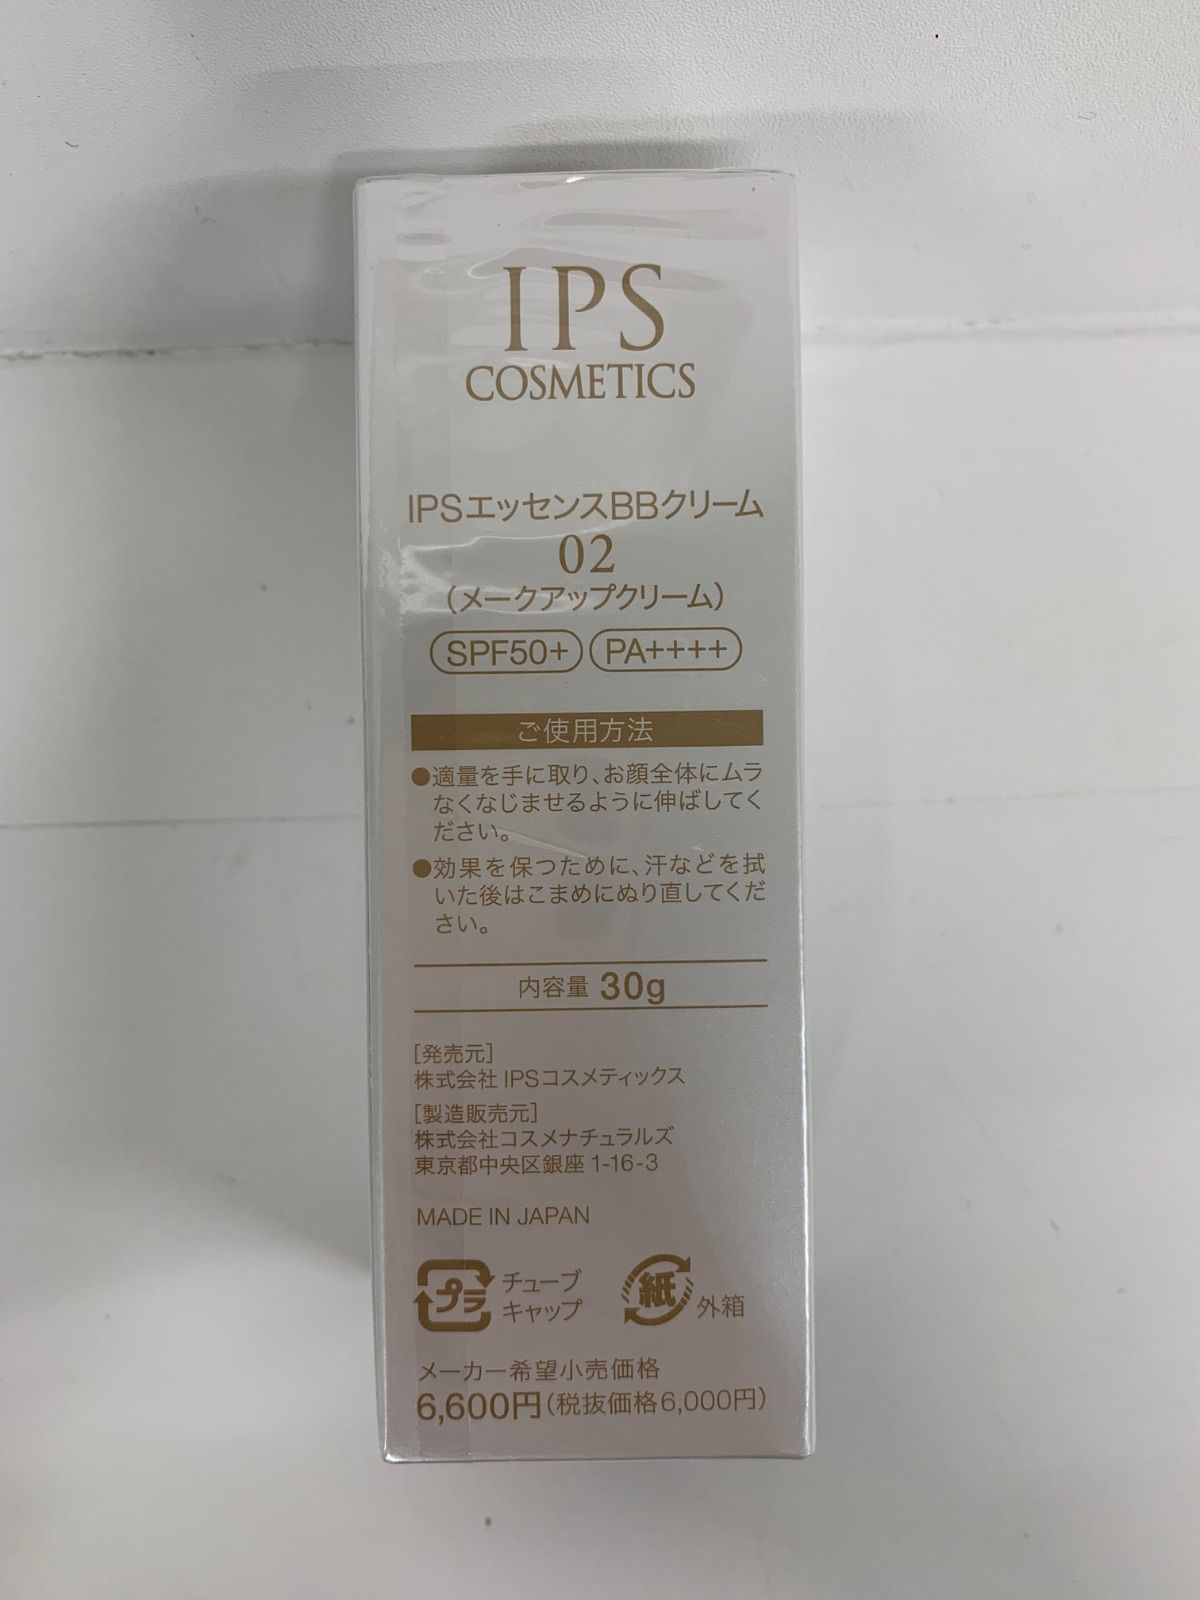 IPS
COSMETICS
IPSエッセンスBBクリーム
02
（メークアップクリーム）
SPF50+ PA++++
ご使用方法
●適量を手に取り、お顔全体にムラ
なくなじませるように伸ばしてく
ださい。
●効果を保つために、汗などを拭
いた後はこまめにぬり直してくだ
さい。
内容量 30g
［発売元］
株式会社 IPSコスメティックス
［製造販売元］
株式会社コスメナチュラルズ
東京都中央区銀座 1-16-3
MADE IN JAPAN
プラ チューブ
キャップ
紙 外箱
メーカー希望小売価格
6,600円（税抜価格6,000円）